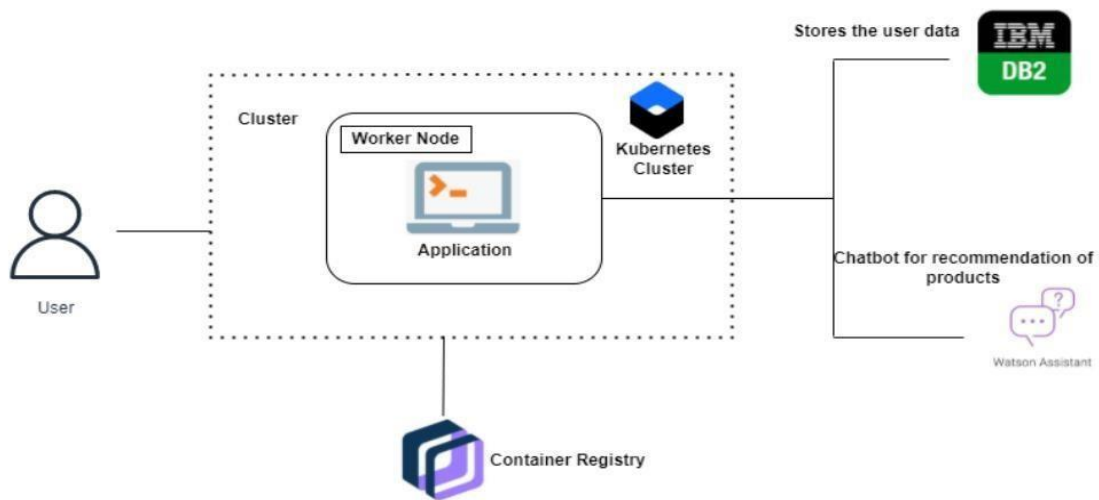 Stores the user data
IBM
DB2
Cluster
Worker Node
Kubernetes
Cluster
Application
User
Chatbot for recommendation of
products
?
Watson Assistant
Container Registry